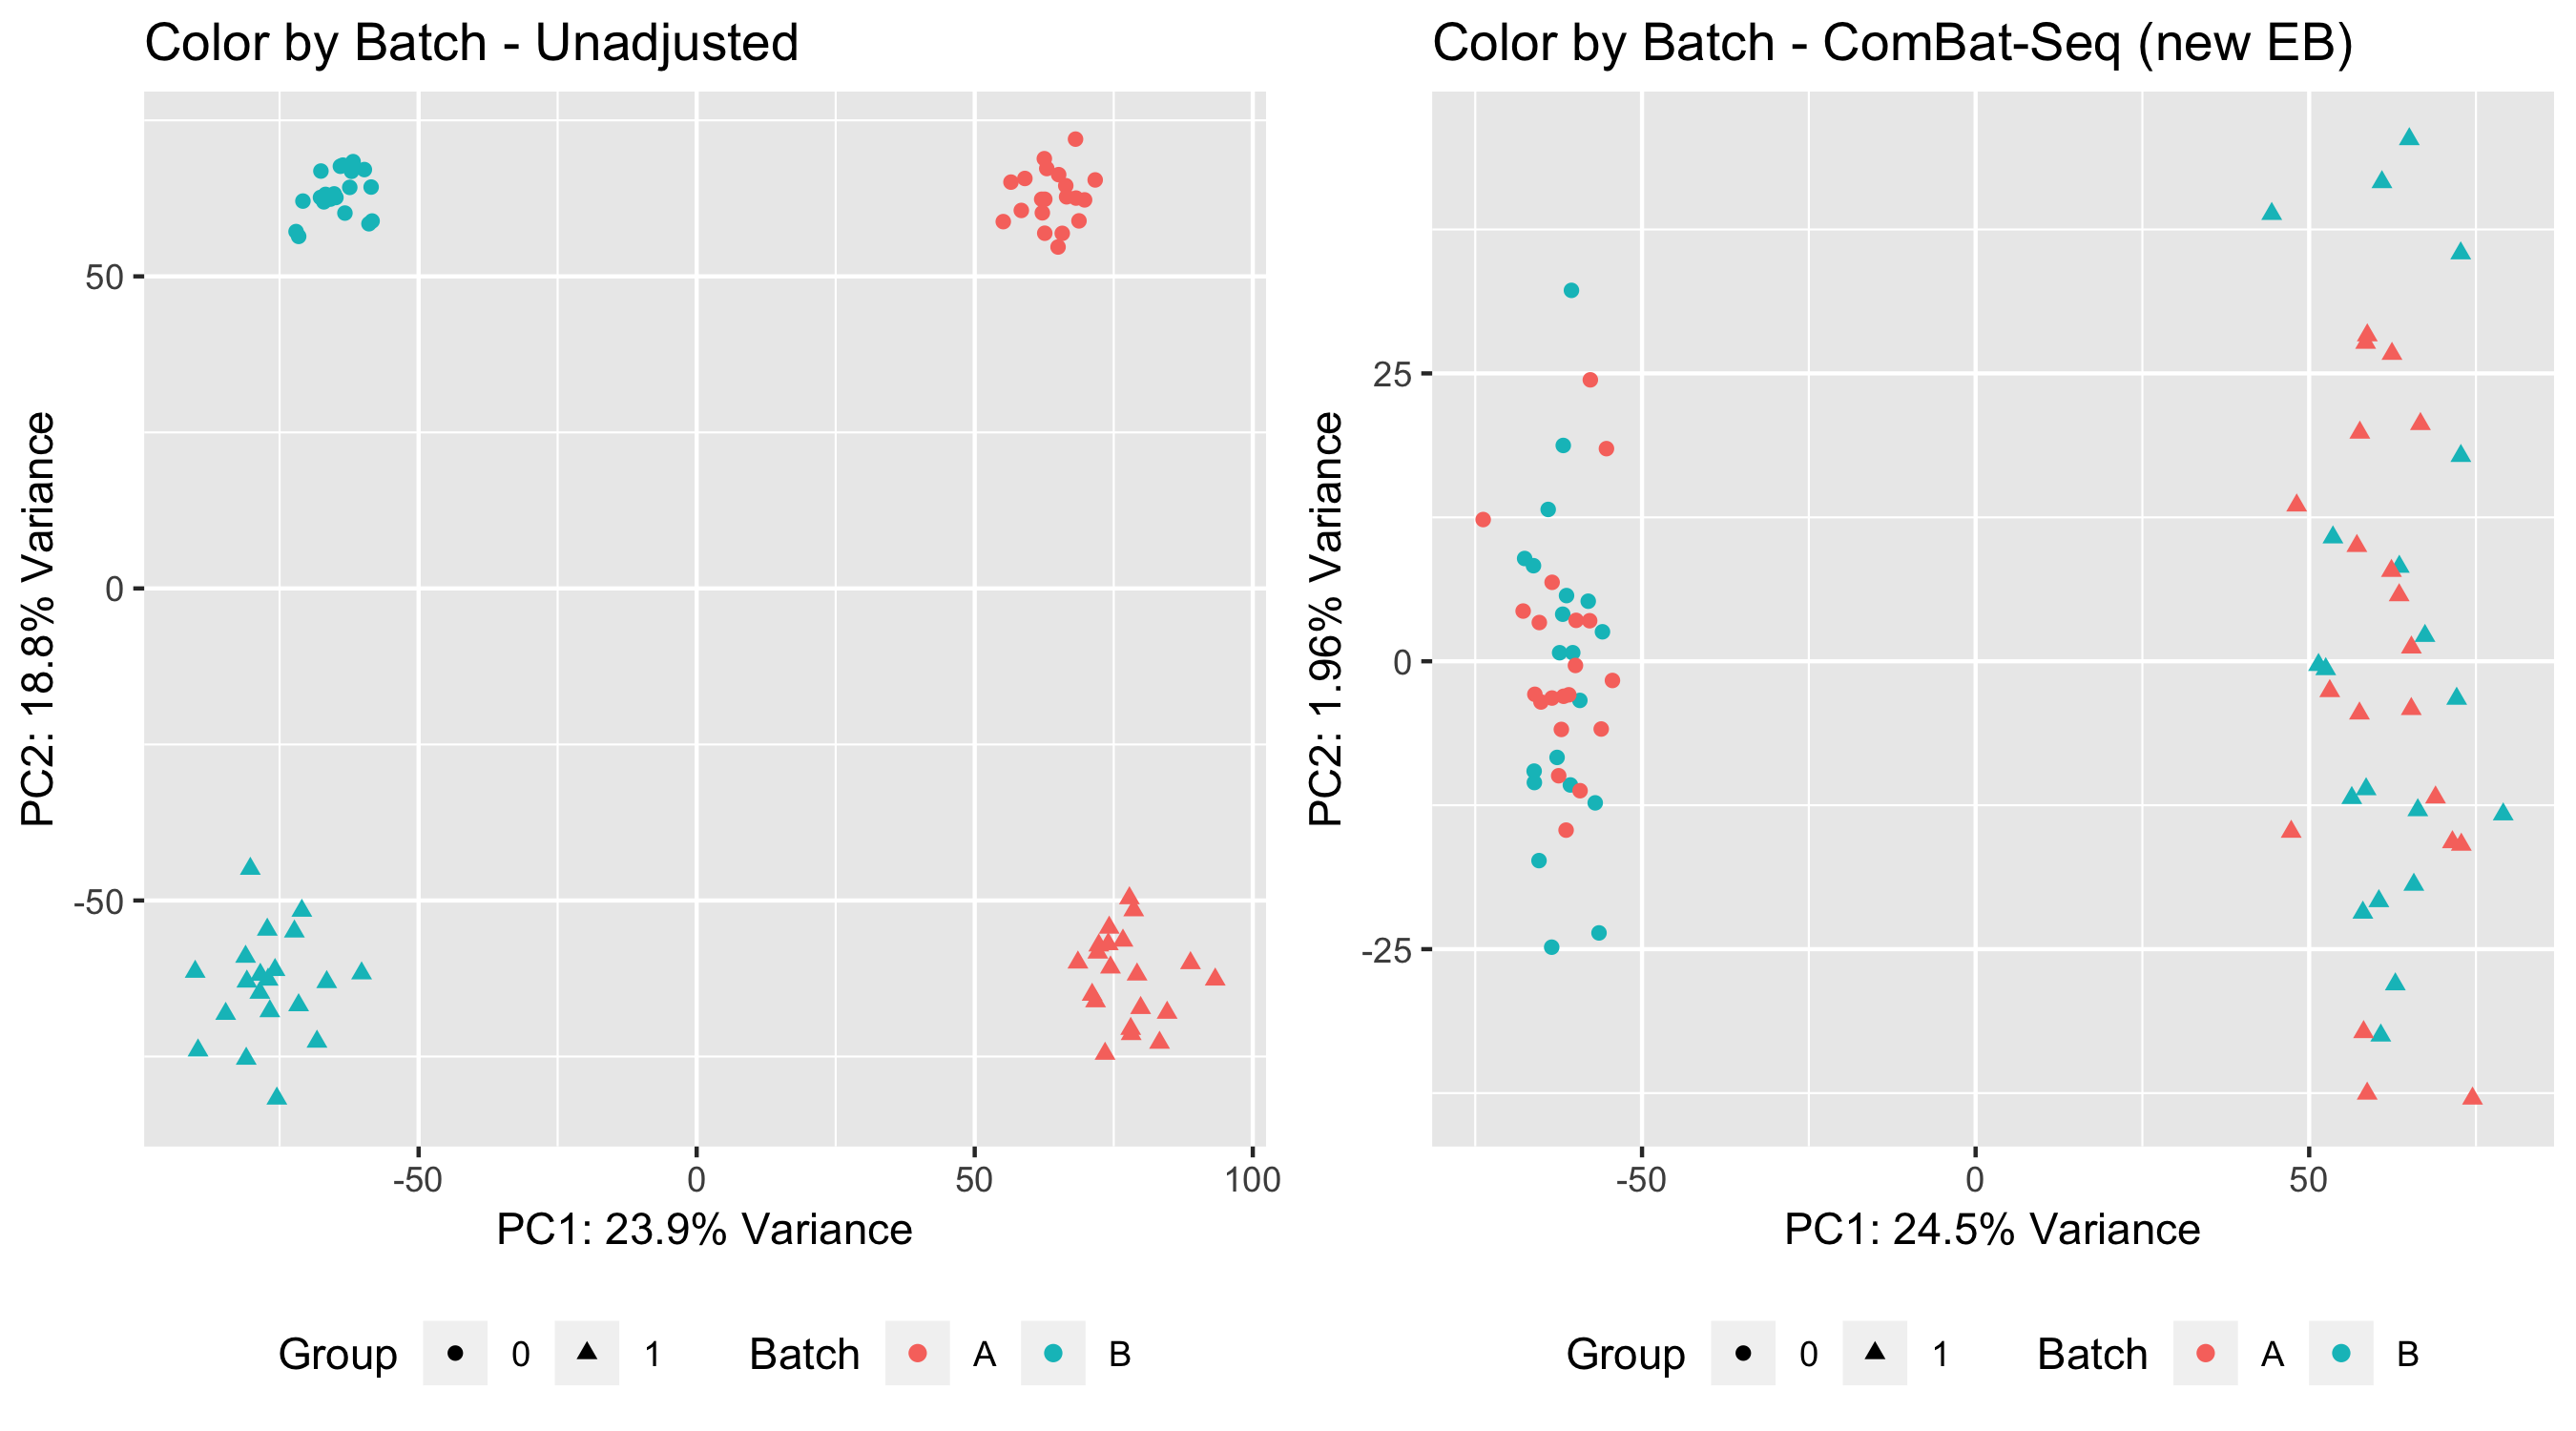 Color by Batch - Unadjusted
PC2: 18.8% Variance
50
0
-50
-50 0 50 100
PC1: 23.9% Variance
Group 0 1 Batch A B
Color by Batch - ComBat-Seq (new EB)
PC2: 1.96% Variance
25
0
-25
-50 0 50
PC1: 24.5% Variance
Group 0 1 Batch A B